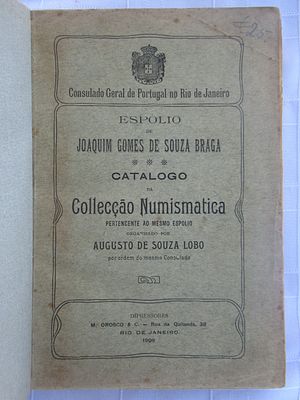 Consulado Geral de Portugal no Rio de Janeiro
ESPOLIO
DE
JOAQUIM GOMES DE SOUZA BRAGA
CATALOGO
DA
Collecção Numismatica
PERTENCENTE AO MESMO ESPOLIO
ORGANISADO POR
AUGUSTO DE SOUZA LOBO
por ordem do mesmo Consulado
IMPRESSORES
M. OROSCO & C. — Rua da Quitanda, 38
RIO DE JANEIRO